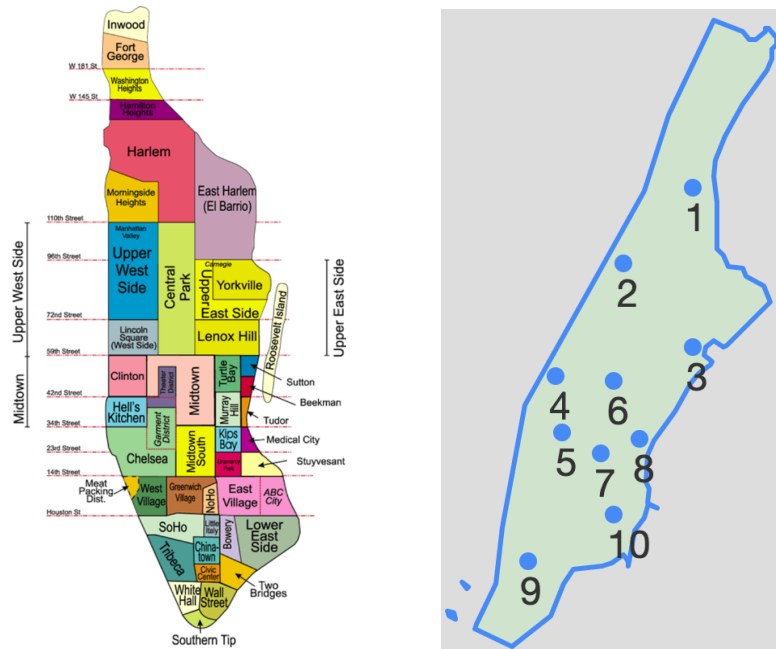 Inwood
Fort
George
W 181 St
Washington
Heights
W 145 St
Hamilton
Heights
Harlem
East Harlem
(El Barrio)
Morningside
Heights
110th Street
Manhattan
Valley
Upper
West
Side
Central
Park
96th Street
Carnegie
Upper
Yorkville
East Side
72nd Street
Lincoln
Square
(West Side)
Lenox Hill
59th Street
Upper West Side
Upper East Side
Roosevelt Island
Midtown
Clinton
Theater
District
Midtown
Turtle
Bay
Sutton
Beekman
42nd Street
Hell's
Kitchen
Garment
District
Murray
Hill
Tudor
34th Street
Midtown
South
Kips
Bay
Medical City
23rd Street
Chelsea
Gramercy
Park
Stuyvesant
14th Street
Meat
Packing
Dist.
West
Village
Greenwich
Village
NoHo
East
Village
ABC
City
Houston St
SoHo
Little
Italy
Bowery
Lower
East
Side
Tribeca
China-
town
Civic
Center
Two
Bridges
White
Hall
Wall
Street
Southern Tip
1
2
3
4
6
5
7
8
10
9